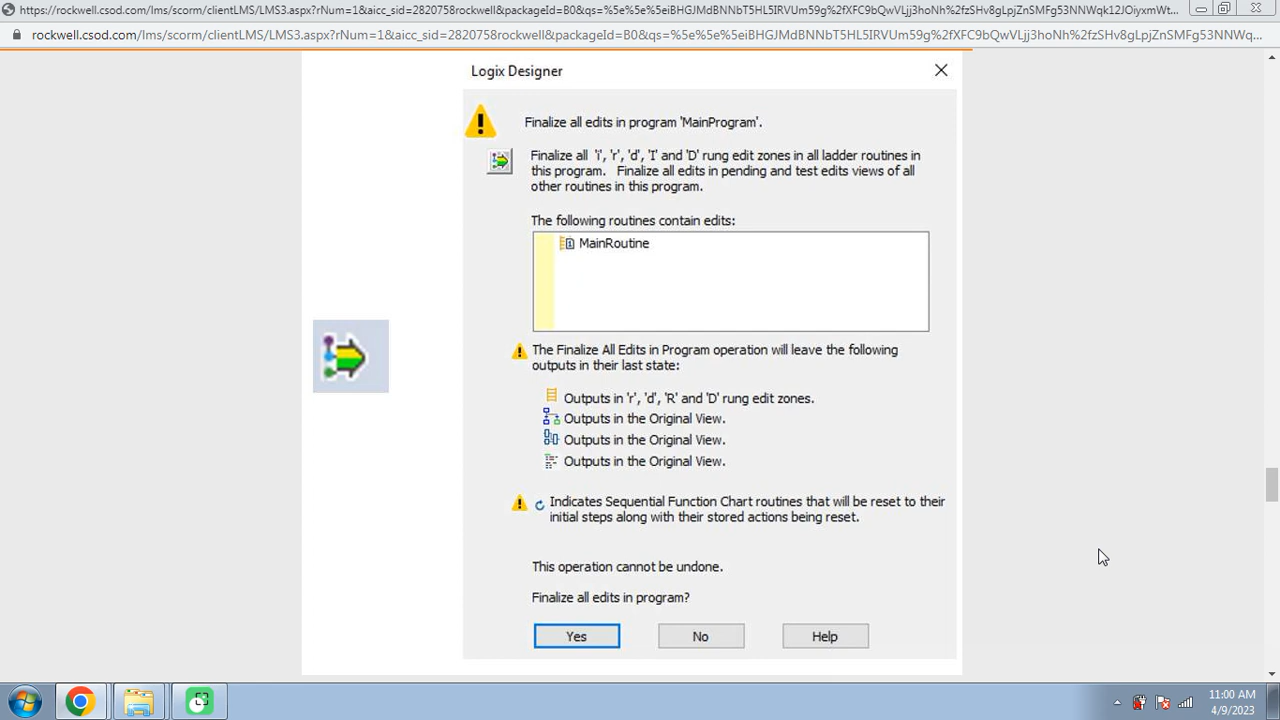 https://rockwell.csod.com/lms/scorm/clientLMS/LMS3.aspx?rNum=1&aicc_sid=2820758rockwell&packageId=B0&qs=%5e%5e%5eiBHGJMdBNNbT5HL5IRVUm59g%2fXFC9bQwVLjj3hoNh%2fzSHv8gLpjZnSMFg53NNWqk12JOiyxmWt...
rockwell.csod.com/lms/scorm/clientLMS/LMS3.aspx?rNum=1&aicc_sid=2820758rockwell&packageId=B0&qs=%5e%5e%5eiBHGJMdBNNbT5HL5IRVUm59g%2fXFC9bQwVLjj3hoNh%2fzSHv8gLpjZnSMFg53NNWq...
Logix Designer
Finalize all edits in program 'MainProgram'.
Finalize all 'i', 'r', 'd', 'I' and 'D' rung edit zones in all ladder routines in
this program. Finalize all edits in pending and test edits views of all
other routines in this program.
The following routines contain edits:
MainRoutine
The Finalize All Edits in Program operation will leave the following
outputs in their last state:
Outputs in 'r', 'd', 'R' and 'D' rung edit zones.
Outputs in the Original View.
Outputs in the Original View.
Outputs in the Original View.
Indicates Sequential Function Chart routines that will be reset to their
initial steps along with their stored actions being reset.
This operation cannot be undone.
Finalize all edits in program?
Yes No Help
11:00 AM
4/9/2023